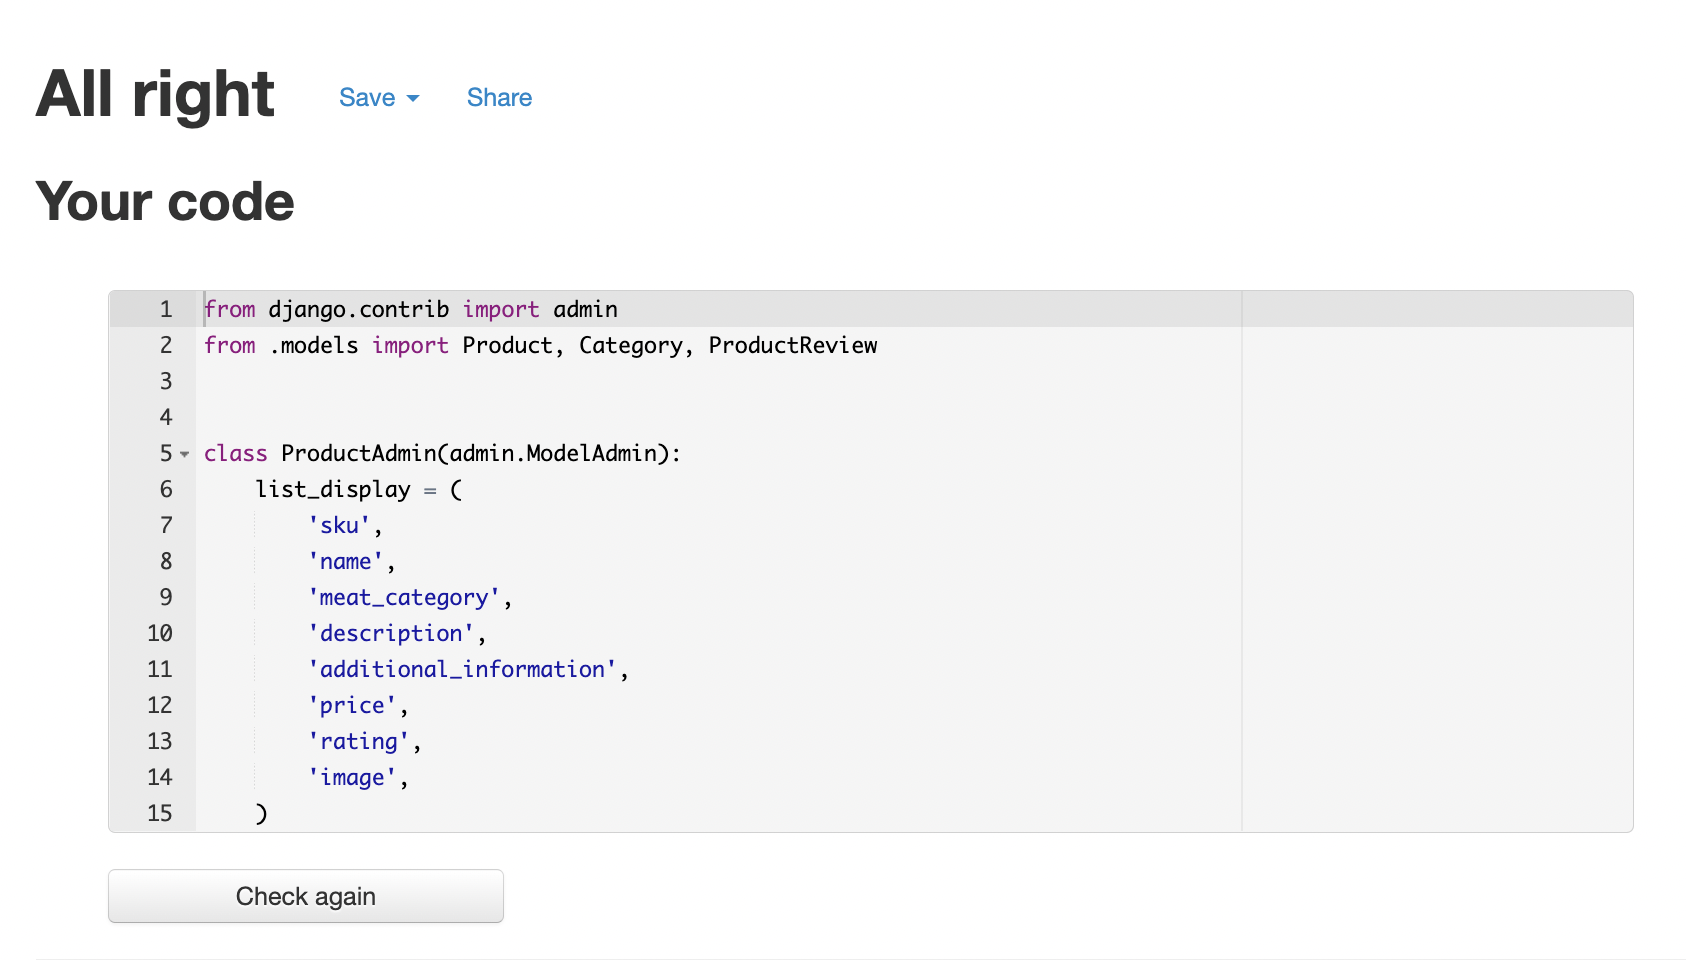 All right Save Share
Your code
1 from django.contrib import admin
2 from .models import Product, Category, ProductReview
3
4
5 class ProductAdmin(admin.ModelAdmin):
6     list_display = (
7         'sku',
8         'name',
9         'meat_category',
10         'description',
11         'additional_information',
12         'price',
13         'rating',
14         'image',
15     )
Check again